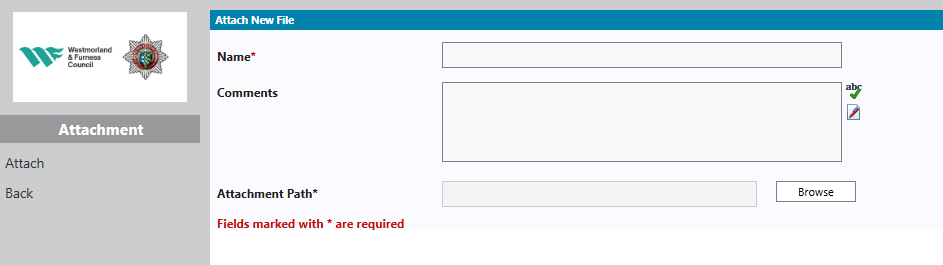 Westmorland
& Furness
Council
Attachment
Attach
Back
Attach New File
Name*
Comments
abc
Attachment Path*
Browse
Fields marked with * are required